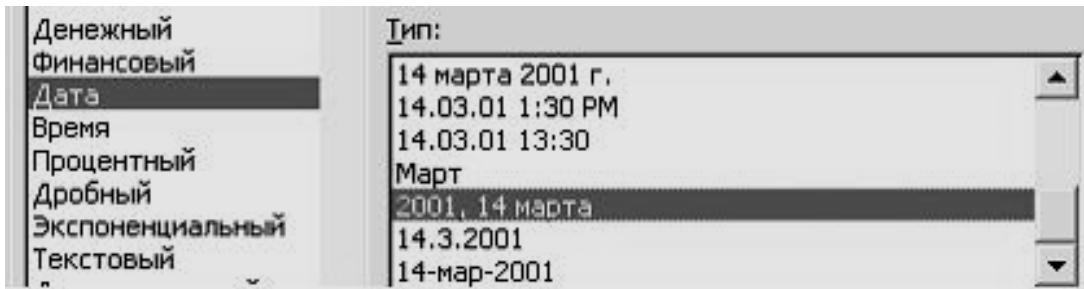 Денежный
Финансовый
Дата
Время
Процентный
Дробный
Экспоненциальный
Текстовый
Тип:
14 марта 2001 г.
14.03.01 1:30 PM
14.03.01 13:30
Март
2001, 14 марта
14.3.2001
14-мар-2001